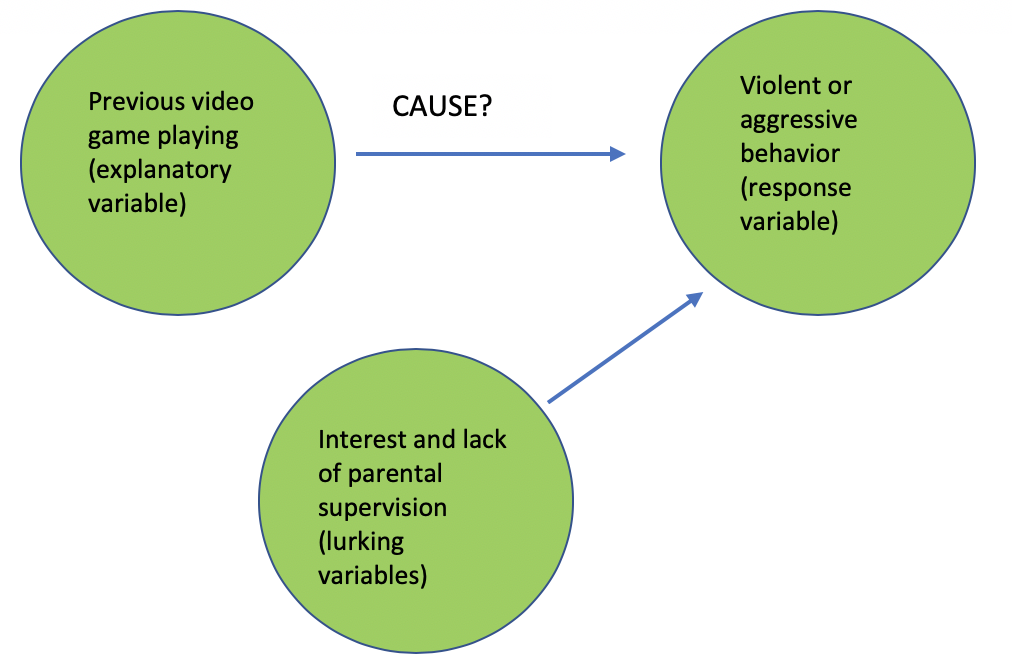 Previous video
game playing
(explanatory
variable)
CAUSE?
Violent or
aggressive
behavior
(response
variable)
Interest and lack
of parental
supervision
(lurking
variables)